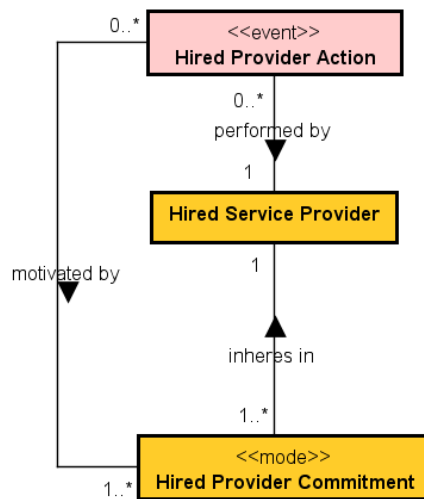 0..*
<<event>>
Hired Provider Action
0..*
performed by
1
Hired Service Provider
1
motivated by
inheres in
1..*
<<mode>>
Hired Provider Commitment
1..*